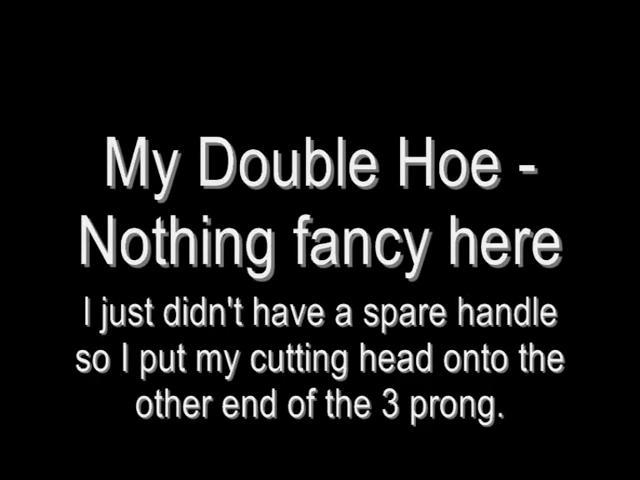 My Double Hoe -
Nothing fancy here
I just didn't have a spare handle
so I put my cutting head onto the
other end of the 3 prong.